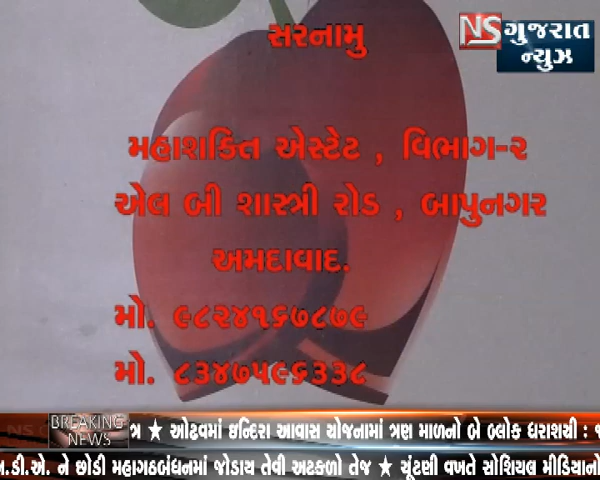 સરનામુ
NS ગુજરાત
ન્યુઝ
મહાશકિત એસ્ટેટ , વિભાગ-૨
એલ બી શાસ્ત્રી રોડ , બાપુનગર
અમદાવાદ.
મો. ૯૮૨૪૧૬૭૮૭૯
મો. ૮૩૪૭૫૯૬૩૩૮
BREAKING
NEWS
ત્ર ★ ઓઢવમાં ઇન્દિરા આવાસ યોજનામાં ત્રણ માળનો બે બ્લોક ધરાશયી :
.ડી.એ. ને છોડી મહાગઠબંધનમાં જોડાય તેવી અટકળો તેજ ★ ચૂંટણી વખતે સોશિયલ મીડિયાનો